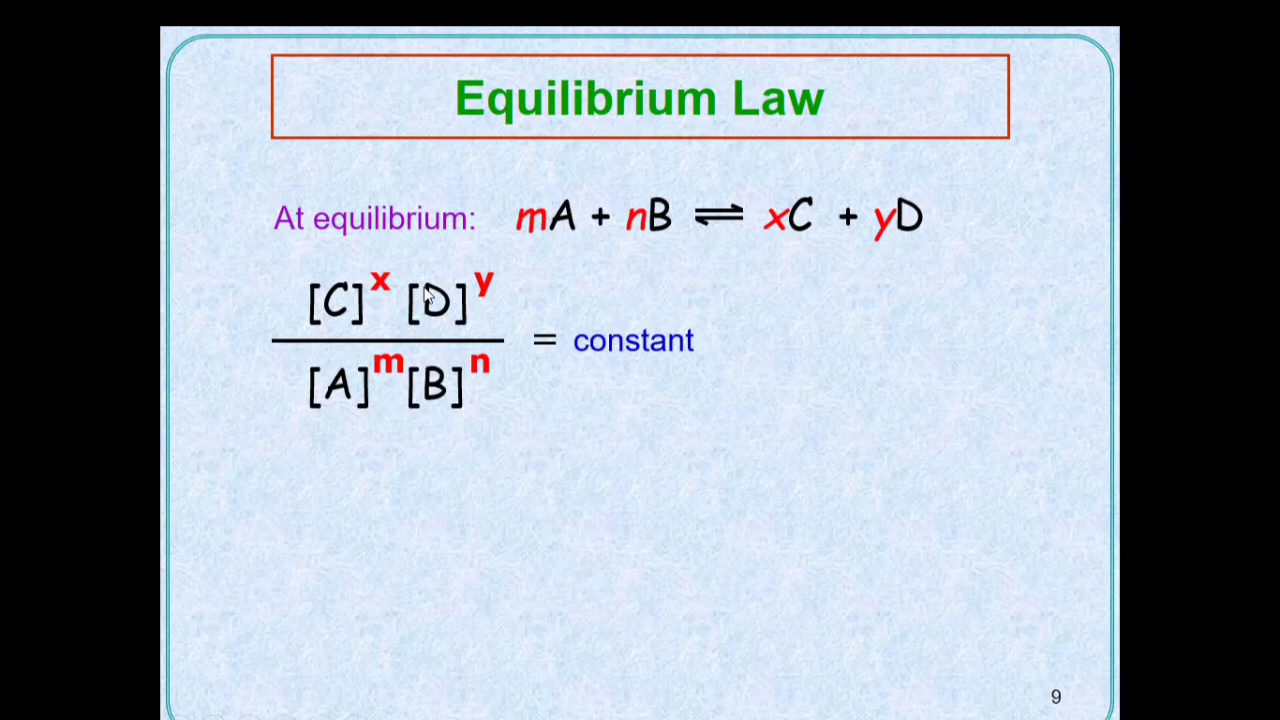 Equilibrium Law
At equilibrium: mA + nB ⇌ xC + yD
[C]^x [D]^y
[A]^m [B]^n
= constant
9